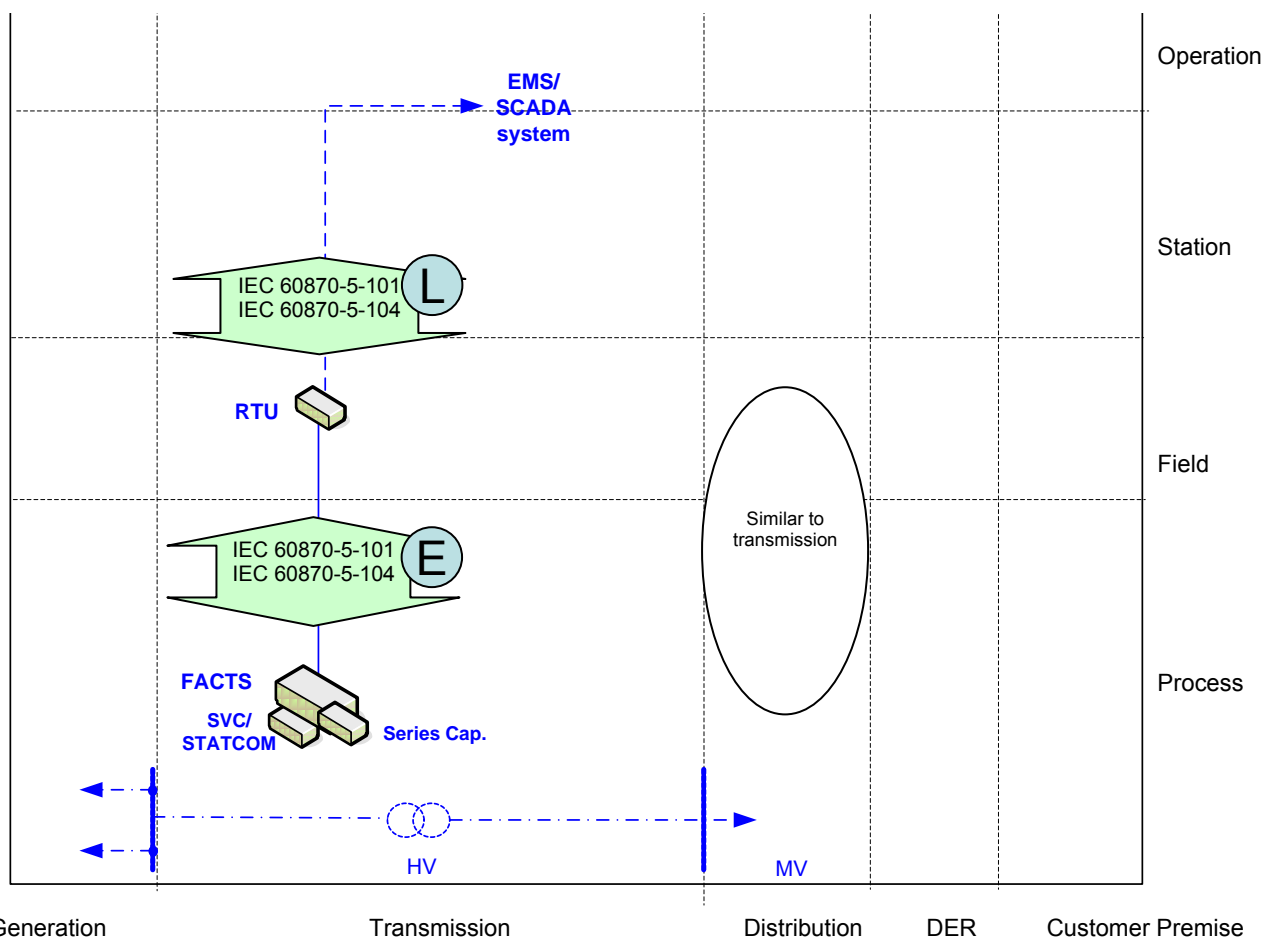 Operation
EMS/
SCADA
system
Station
IEC 60870-5-101
IEC 60870-5-104
L
RTU
Field
Similar to
transmission
IEC 60870-5-101
IEC 60870-5-104
E
Process
FACTS
SVC/
STATCOM
Series Cap.
HV
MV
Generation
Transmission
Distribution
DER
Customer Premise